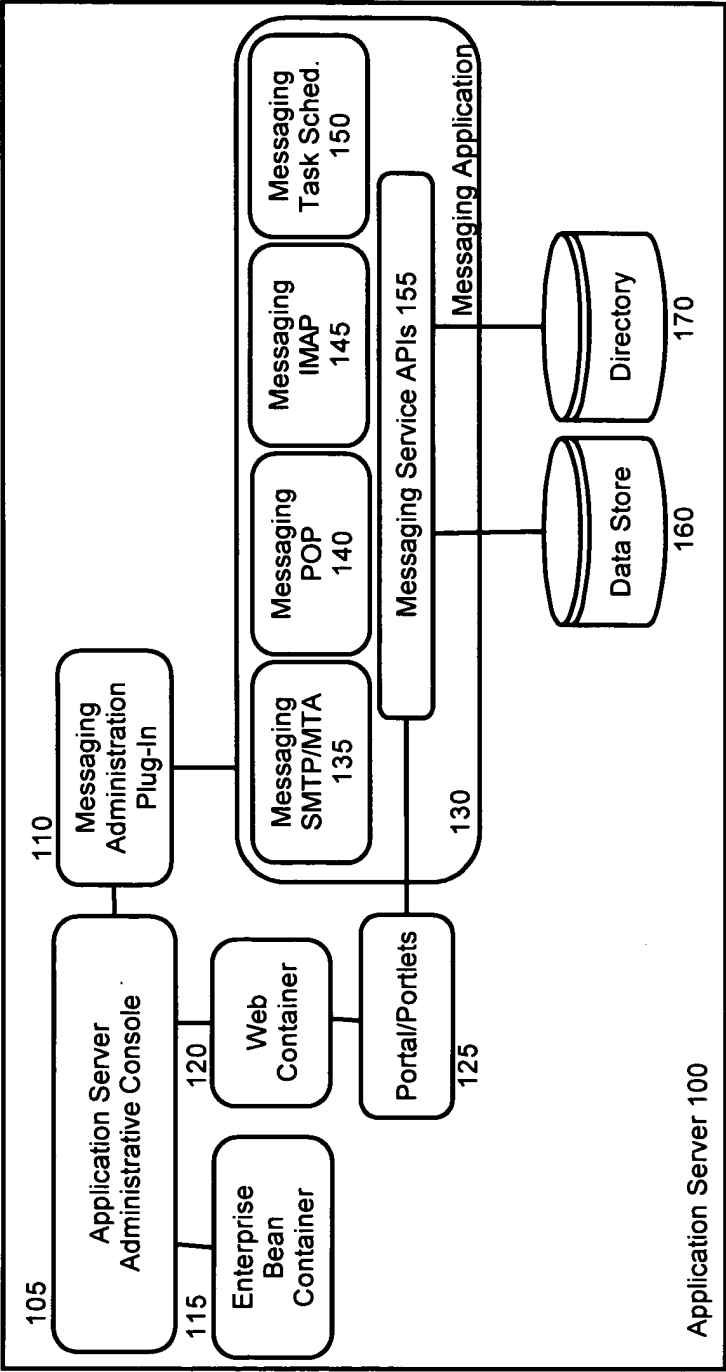 105
Application Server
Administrative Console
110
Messaging
Administration
Plug-In
115
Enterprise
Bean
Container
120
Web
Container
Portal/Portlets
125
Messaging
SMTP/MTA
135
Messaging
POP
140
Messaging
IMAP
145
Messaging
Task Sched.
150
Messaging Service APIs 155
130
Messaging Application
Data Store
160
Directory
170
Application Server 100